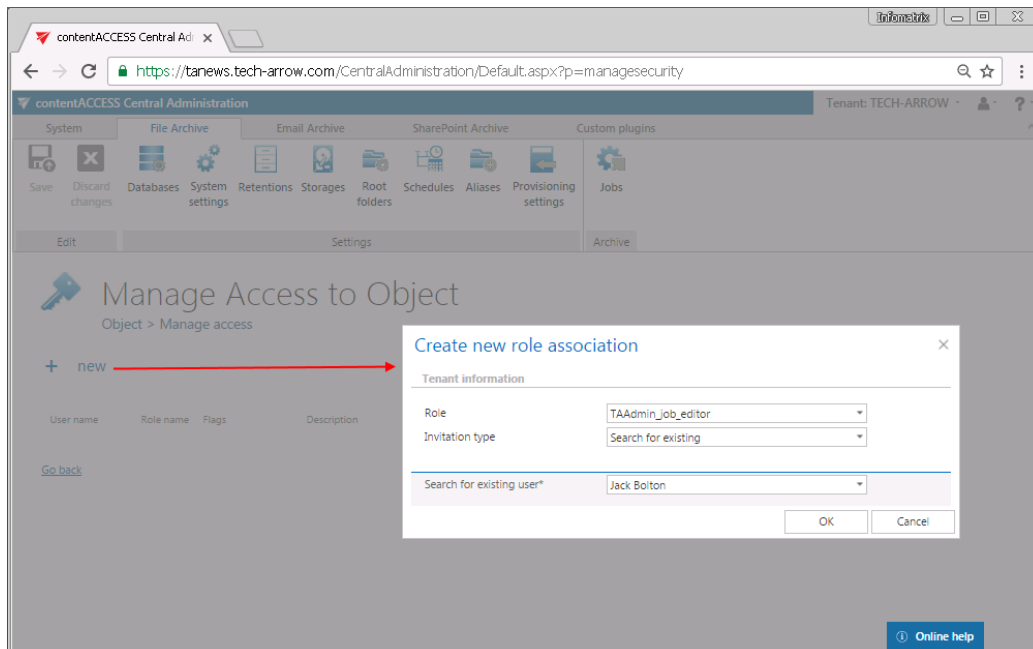 Infomatrix
contentACCESS Central Adı
https://tanews.tech-arrow.com/CentralAdministration/Default.aspx?p=managesecurity
contentACCESS Central Administration
Tenant: TECH-ARROW
?
System File Archive Email Archive SharePoint Archive Custom plugins
Save Discard changes Databases System settings Retentions Storages Root folders Schedules Aliases Provisioning settings Jobs
Edit Settings Archive
Manage Access to Object
Object > Manage access
+ new
User name Role name Flags Description
Go back
Create new role association
Tenant information
Role TAAdmin_job_editor
Invitation type Search for existing
Search for existing user* Jack Bolton
OK Cancel
Online help